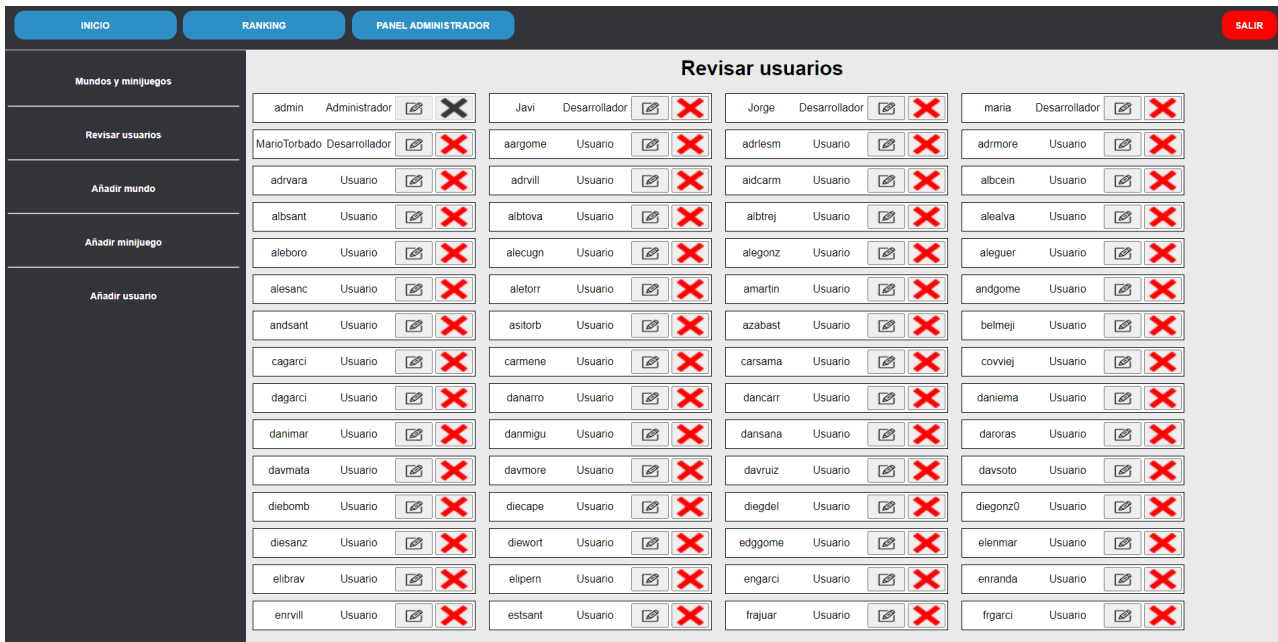 INICIO RANKING PANEL ADMINISTRADOR SALIR
Mundos y minijuegos
Revisar usuarios
Añadir mundo
Añadir minijuego
Añadir usuario
Revisar usuarios
admin Administrador Javi Desarrollador Jorge Desarrollador maria Desarrollador
MarioTorbado Desarrollador aargome Usuario adrlesm Usuario adrmore Usuario
adrvara Usuario adrvill Usuario aidcarm Usuario albcein Usuario
albsant Usuario albtova Usuario albtrej Usuario alealva Usuario
aleboro Usuario alecugn Usuario alegonz Usuario aleguer Usuario
alesanc Usuario aletorr Usuario amartin Usuario andgome Usuario
andsant Usuario asitorb Usuario azabast Usuario belmeji Usuario
cagarci Usuario carmene Usuario carsama Usuario covviej Usuario
dagarci Usuario danarro Usuario dancarr Usuario daniema Usuario
danimar Usuario danmigu Usuario dansana Usuario daroras Usuario
davmata Usuario davmore Usuario davruiz Usuario davsoto Usuario
diebomb Usuario diecape Usuario diegdel Usuario diegonz0 Usuario
diesanz Usuario diewort Usuario edggome Usuario elenmar Usuario
elibrav Usuario elipern Usuario engarci Usuario enranda Usuario
enrvill Usuario estsant Usuario frajuar Usuario frgarci Usuario